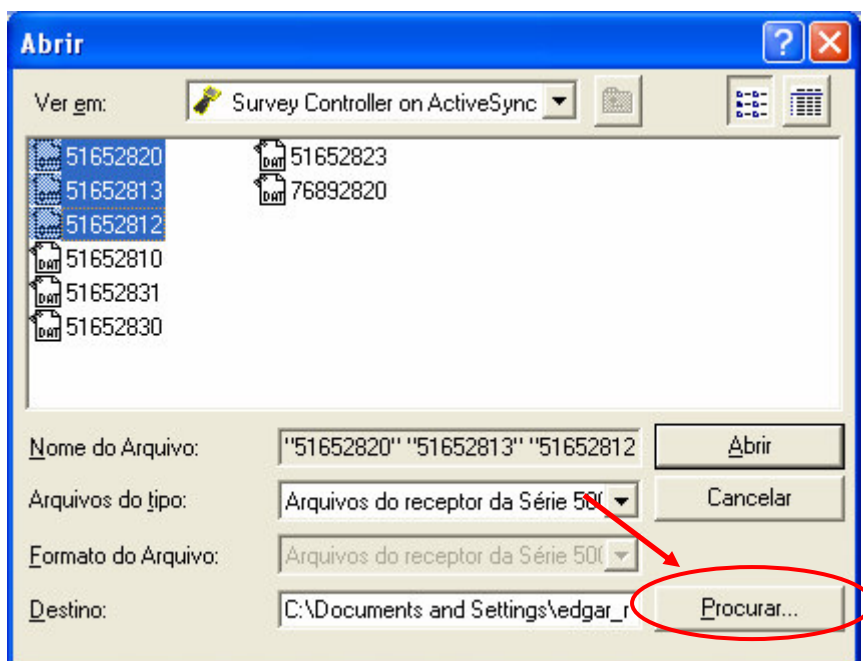 Abrir
Ver em: Survey Controller on ActiveSync
51652820 51652823
51652813 76892820
51652812
51652810
51652831
51652830
Nome do Arquivo: "51652820" "51652813" "51652812 Abrir
Arquivos do tipo: Arquivos do receptor da Série 500 Cancelar
Formato do Arquivo: Arquivos do receptor da Série 500
Destino: C:\Documents and Settings\edgar_r Procurar...